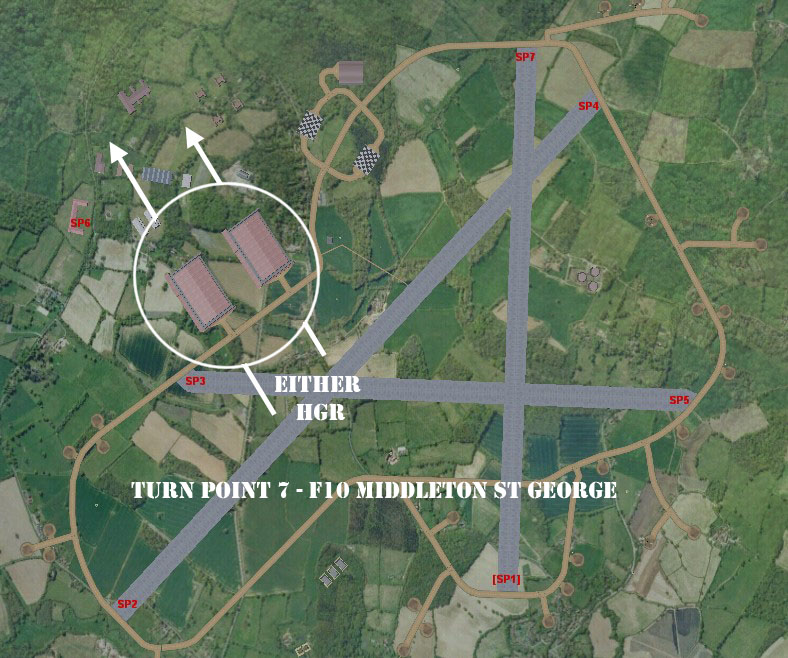 SP7
SP4
SP6
SP3
EITHER
HGR
SP5
TURN POINT 7 - F10 MIDDLETON ST GEORGE
[SP1]
SP2